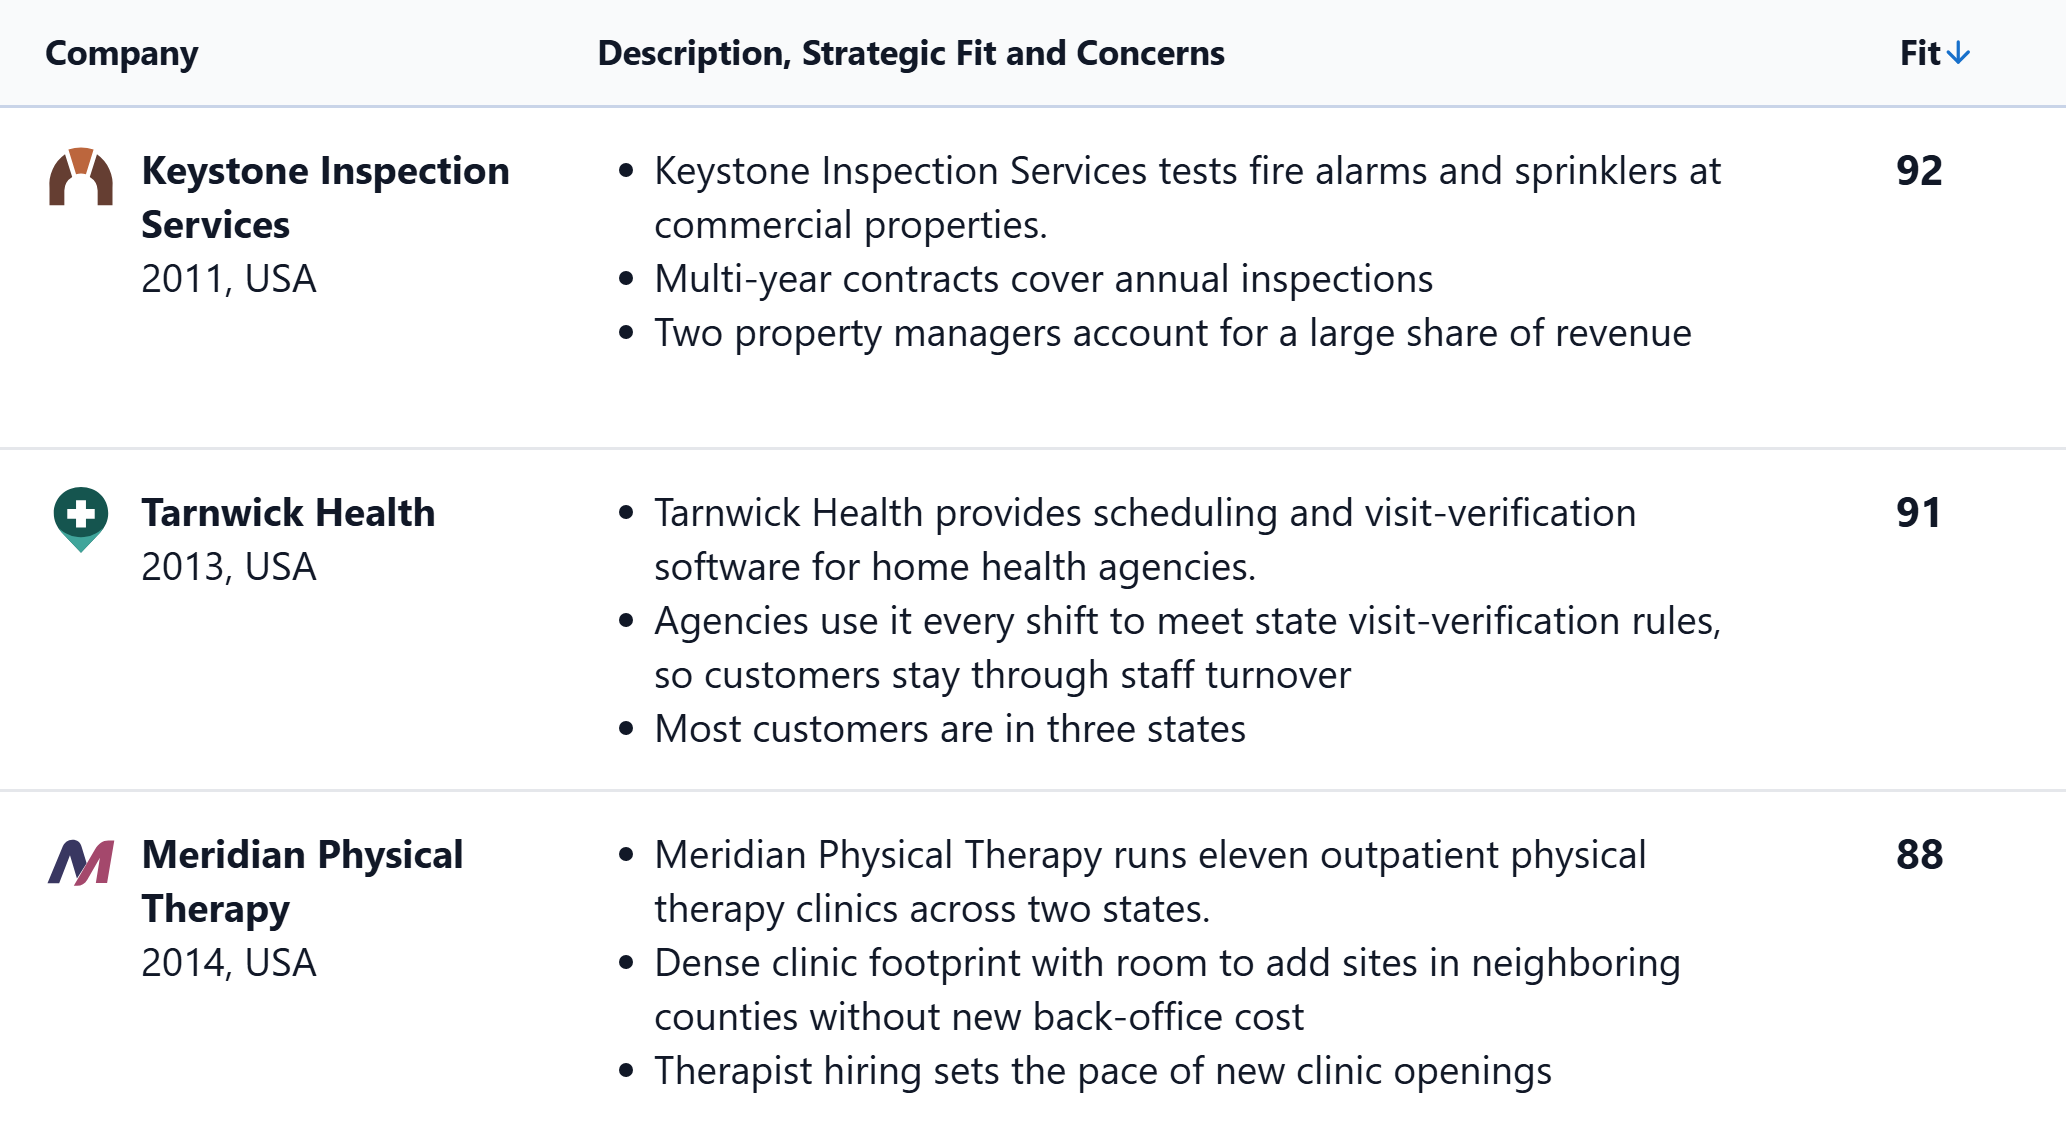 Company
Description, Strategic Fit and Concerns
Fit↓
Keystone Inspection
Services
2011, USA
• Keystone Inspection Services tests fire alarms and sprinklers at
commercial properties.
• Multi-year contracts cover annual inspections
• Two property managers account for a large share of revenue
92
Tarnwick Health
2013, USA
• Tarnwick Health provides scheduling and visit-verification
software for home health agencies.
• Agencies use it every shift to meet state visit-verification rules,
so customers stay through staff turnover
• Most customers are in three states
91
Meridian Physical
Therapy
2014, USA
• Meridian Physical Therapy runs eleven outpatient physical
therapy clinics across two states.
• Dense clinic footprint with room to add sites in neighboring
counties without new back-office cost
• Therapist hiring sets the pace of new clinic openings
88